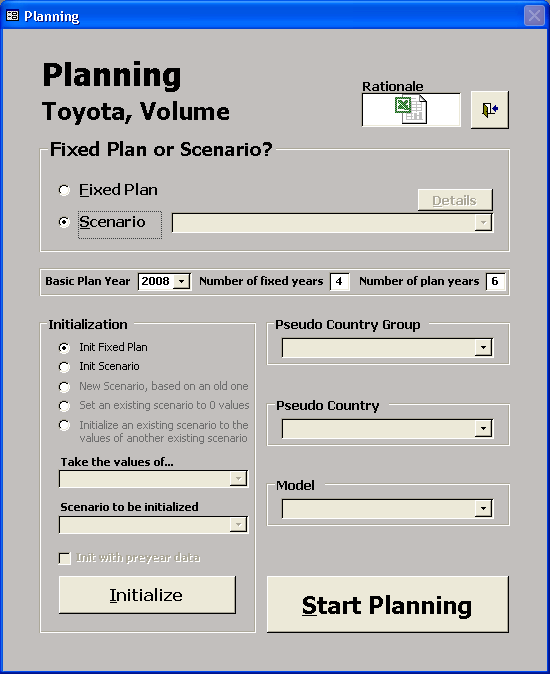 Planning
Planning
Toyota, Volume
Rationale
Fixed Plan or Scenario?
Fixed Plan
Details
Scenario
Basic Plan Year 2008 Number of fixed years 4 Number of plan years 6
Initialization
Init Fixed Plan
Init Scenario
New Scenario, based on an old one
Set an existing scenario to 0 values
Initialize an existing scenario to the
values of another existing scenario
Take the values of...
Scenario to be initialized
Init with preyear data
Initialize
Pseudo Country Group
Pseudo Country
Model
Start Planning